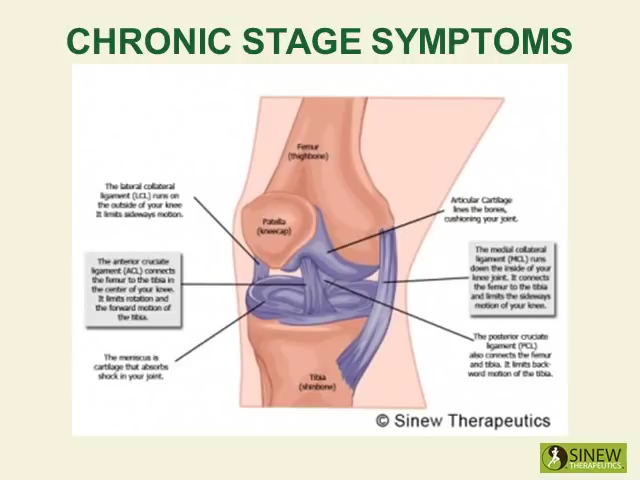 CHRONIC STAGE SYMPTOMS
Femur
(thighbone)
The lateral collateral
ligament (LCL) runs on
the outside of your knee
It limits sideways motion.
Patella
(kneecap)
Articular Cartilage
lines the bones,
cushioning your joint.
The anterior cruciate
ligament (ACL) connects
the femur to the tibia in
the center of your knee.
It limits rotation and
the forward motion of
the tibia.
The medial collateral
ligament (MCL) runs
down the inside of your
knee joint. It connects
the femur to the tibia
and limits the sideways
motion of your knee.
The meniscus is
cartilage that absorbs
shock in your joint.
The posterior cruciate
ligament (PCL)
also connects the femur
and tibia. It limits back-
word motion of the tibia.
Tibia
(shinbone)
© Sinew Therapeutics
SINEW
THERAPEUTICS